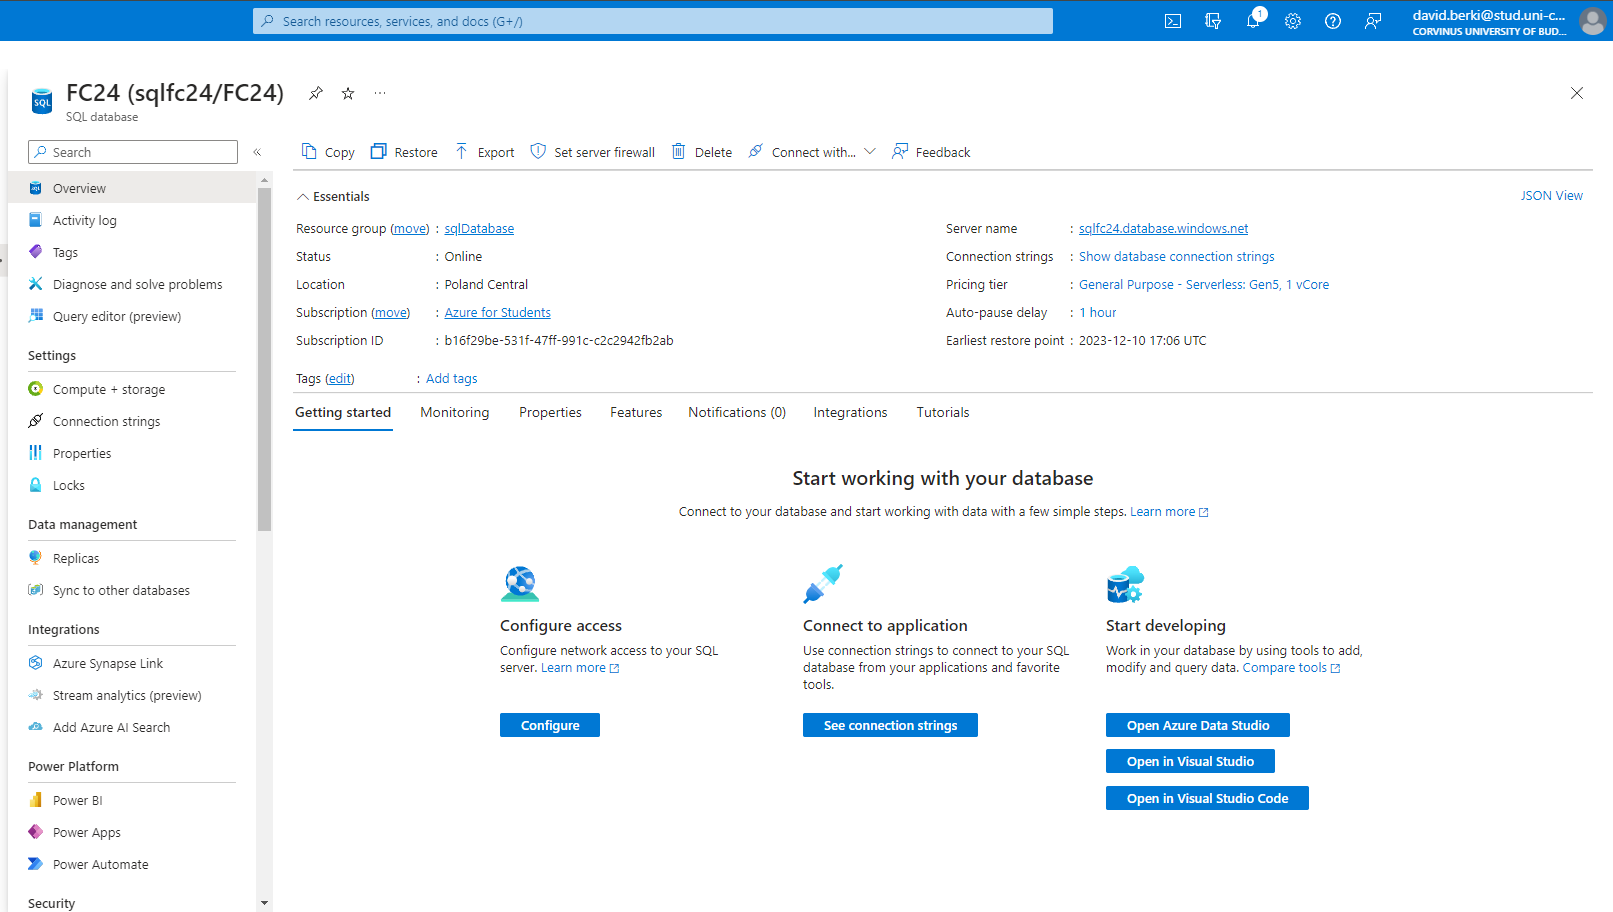 Search resources, services, and docs (G+/)
1
david.berki@stud.uni-c...
CORVINUS UNIVERSITY OF BUD...
SQL
FC24 (sqlfc24/FC24)
...
SQL database
Search
«
Copy
Restore
Export
Set server firewall
Delete
Connect with...
Feedback
Overview
Activity log
Tags
Diagnose and solve problems
Query editor (preview)
Settings
Compute + storage
Connection strings
Properties
Locks
Data management
Replicas
Sync to other databases
Integrations
Azure Synapse Link
Stream analytics (preview)
Add Azure AI Search
Power Platform
Power BI
Power Apps
Power Automate
Security
Essentials
JSON View
Resource group (move) : sqlDatabase
Status : Online
Location : Poland Central
Subscription (move) : Azure for Students
Subscription ID : b16f29be-531f-47ff-991c-c2c2942fb2ab
Server name : sqlfc24.database.windows.net
Connection strings : Show database connection strings
Pricing tier : General Purpose - Serverless: Gen5, 1 vCore
Auto-pause delay : 1 hour
Earliest restore point : 2023-12-10 17:06 UTC
Tags (edit) : Add tags
Getting started
Monitoring
Properties
Features
Notifications (0)
Integrations
Tutorials
Start working with your database
Connect to your database and start working with data with a few simple steps. Learn more
Configure access
Configure network access to your SQL
server. Learn more
Configure
Connect to application
Use connection strings to connect to your SQL
database from your applications and favorite
tools.
See connection strings
Start developing
Work in your database by using tools to add,
modify and query data. Compare tools
Open Azure Data Studio
Open in Visual Studio
Open in Visual Studio Code